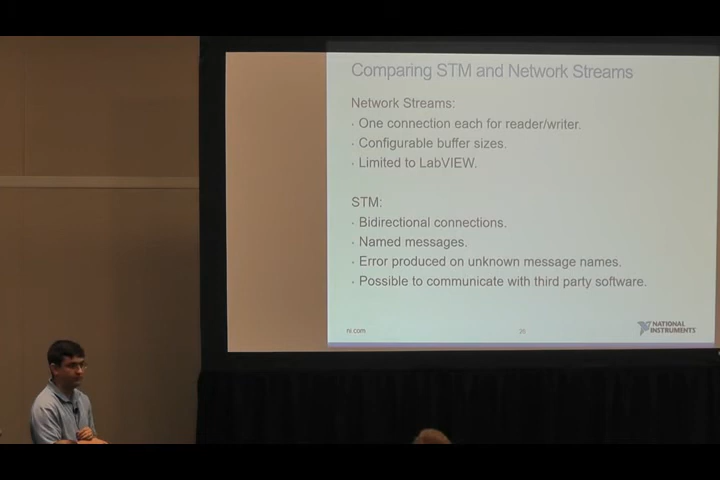 Comparing STM and Network Streams
Network Streams:
· One connection each for reader/writer.
· Configurable buffer sizes.
· Limited to LabVIEW.
STM:
· Bidirectional connections.
· Named messages.
· Error produced on unknown message names.
· Possible to communicate with third party software.
ni.com
20
NATIONAL
INSTRUMENTS